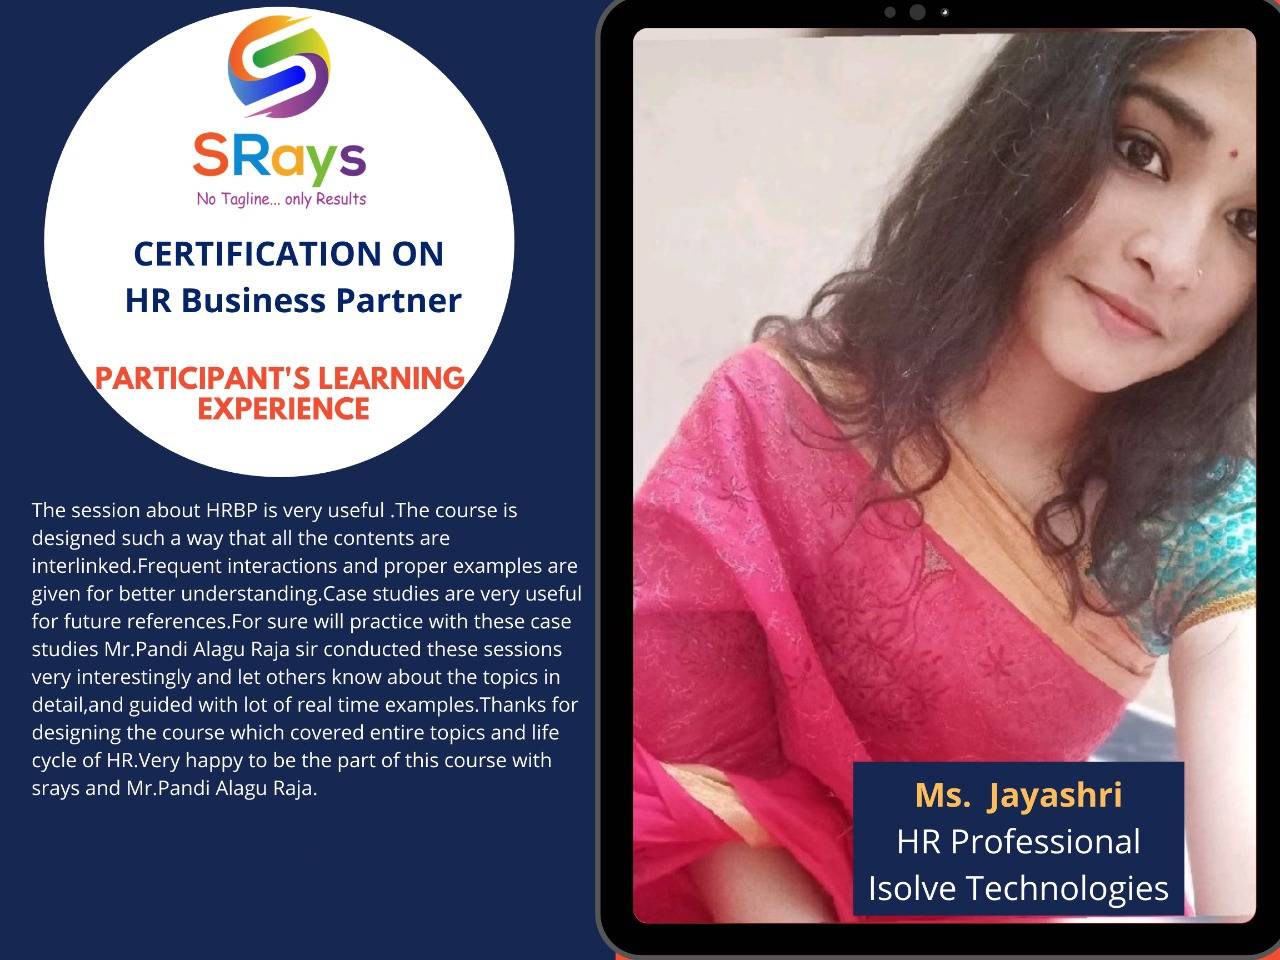 SRays
No Tagline... only Results
CERTIFICATION ON
HR Business Partner
PARTICIPANT'S LEARNING
EXPERIENCE
The session about HRBP is very useful .The course is
designed such a way that all the contents are
interlinked.Frequent interactions and proper examples are
given for better understanding.Case studies are very useful
for future references.For sure will practice with these case
studies Mr.Pandi Alagu Raja sir conducted these sessions
very interestingly and let others know about the topics in
detail,and guided with lot of real time examples.Thanks for
designing the course which covered entire topics and life
cycle of HR.Very happy to be the part of this course with
srays and Mr.Pandi Alagu Raja.
Ms. Jayashri
HR Professional
Isolve Technologies